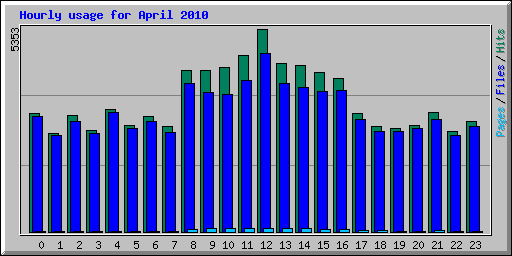 Hourly usage for April 2010
5353
Pages / Files / Hits
0 1 2 3 4 5 6 7 8 9 10 11 12 13 14 15 16 17 18 19 20 21 22 23